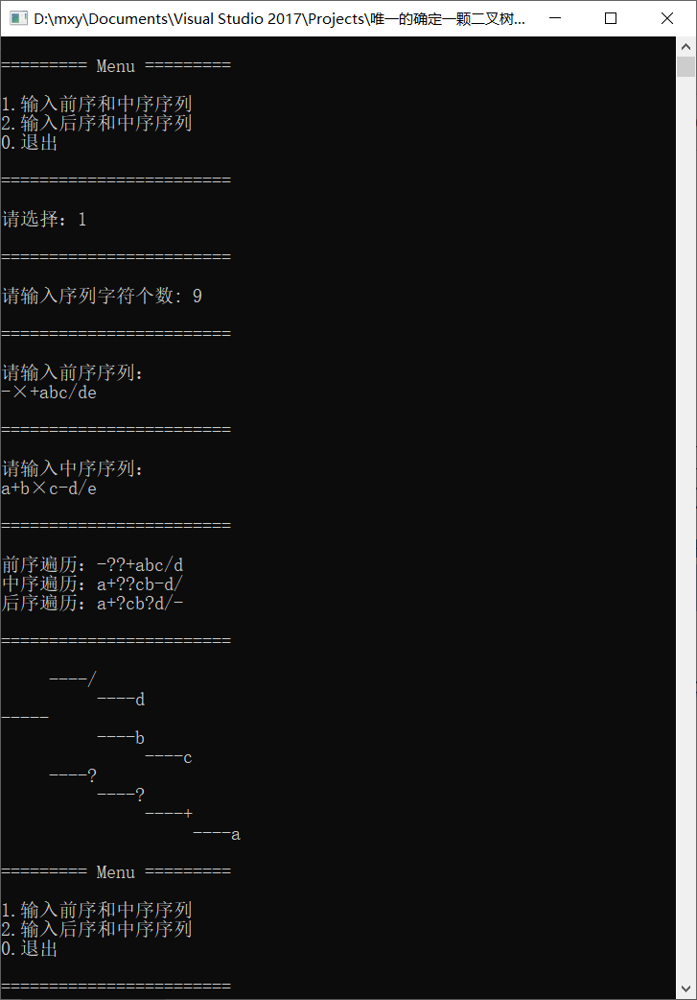 D:\mxy\Documents\Visual Studio 2017\Projects\唯一的确定一颗二叉树...
========= Menu =========
1.输入前序和中序序列
2.输入后序和中序序列
0.退出
========================
请选择：1
========================
请输入序列字符个数：9
========================
请输入前序序列：
-×+abc/de
========================
请输入中序序列：
a+b×c-d/e
========================
前序遍历：-??+abc/d
中序遍历：a+??cb-d/
后序遍历：a+?cb?d/-
========================
     ----/
          ----d
-----
          ----b
               ----c
     ----?
          ----?
               ----+
                    ----a
========= Menu =========
1.输入前序和中序序列
2.输入后序和中序序列
0.退出
========================